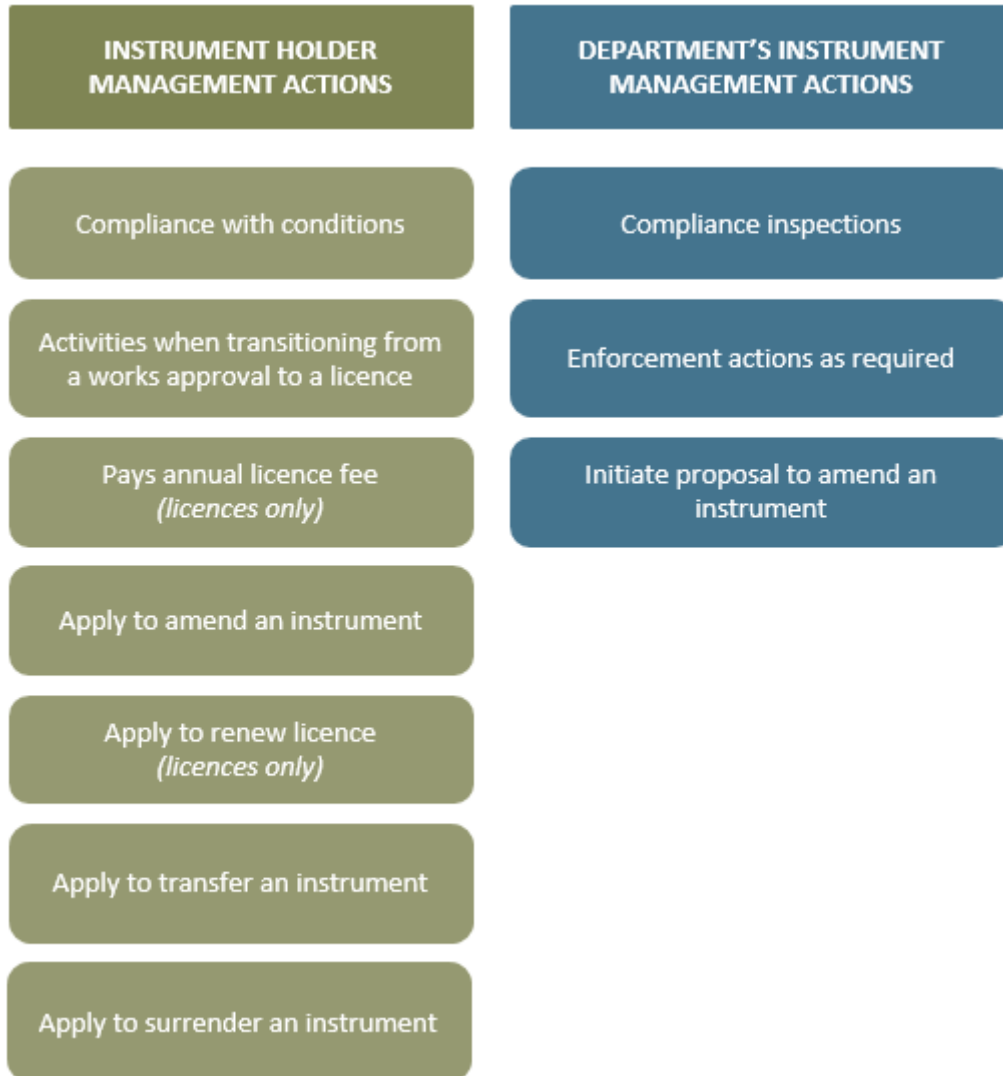 INSTRUMENT HOLDER
MANAGEMENT ACTIONS
Compliance with conditions
Activities when transitioning from
a works approval to a licence
Pays annual licence fee
(licences only)
Apply to amend an instrument
Apply to renew licence
(licences only)
Apply to transfer an instrument
Apply to surrender an instrument
DEPARTMENT’S INSTRUMENT
MANAGEMENT ACTIONS
Compliance inspections
Enforcement actions as required
Initiate proposal to amend an
instrument